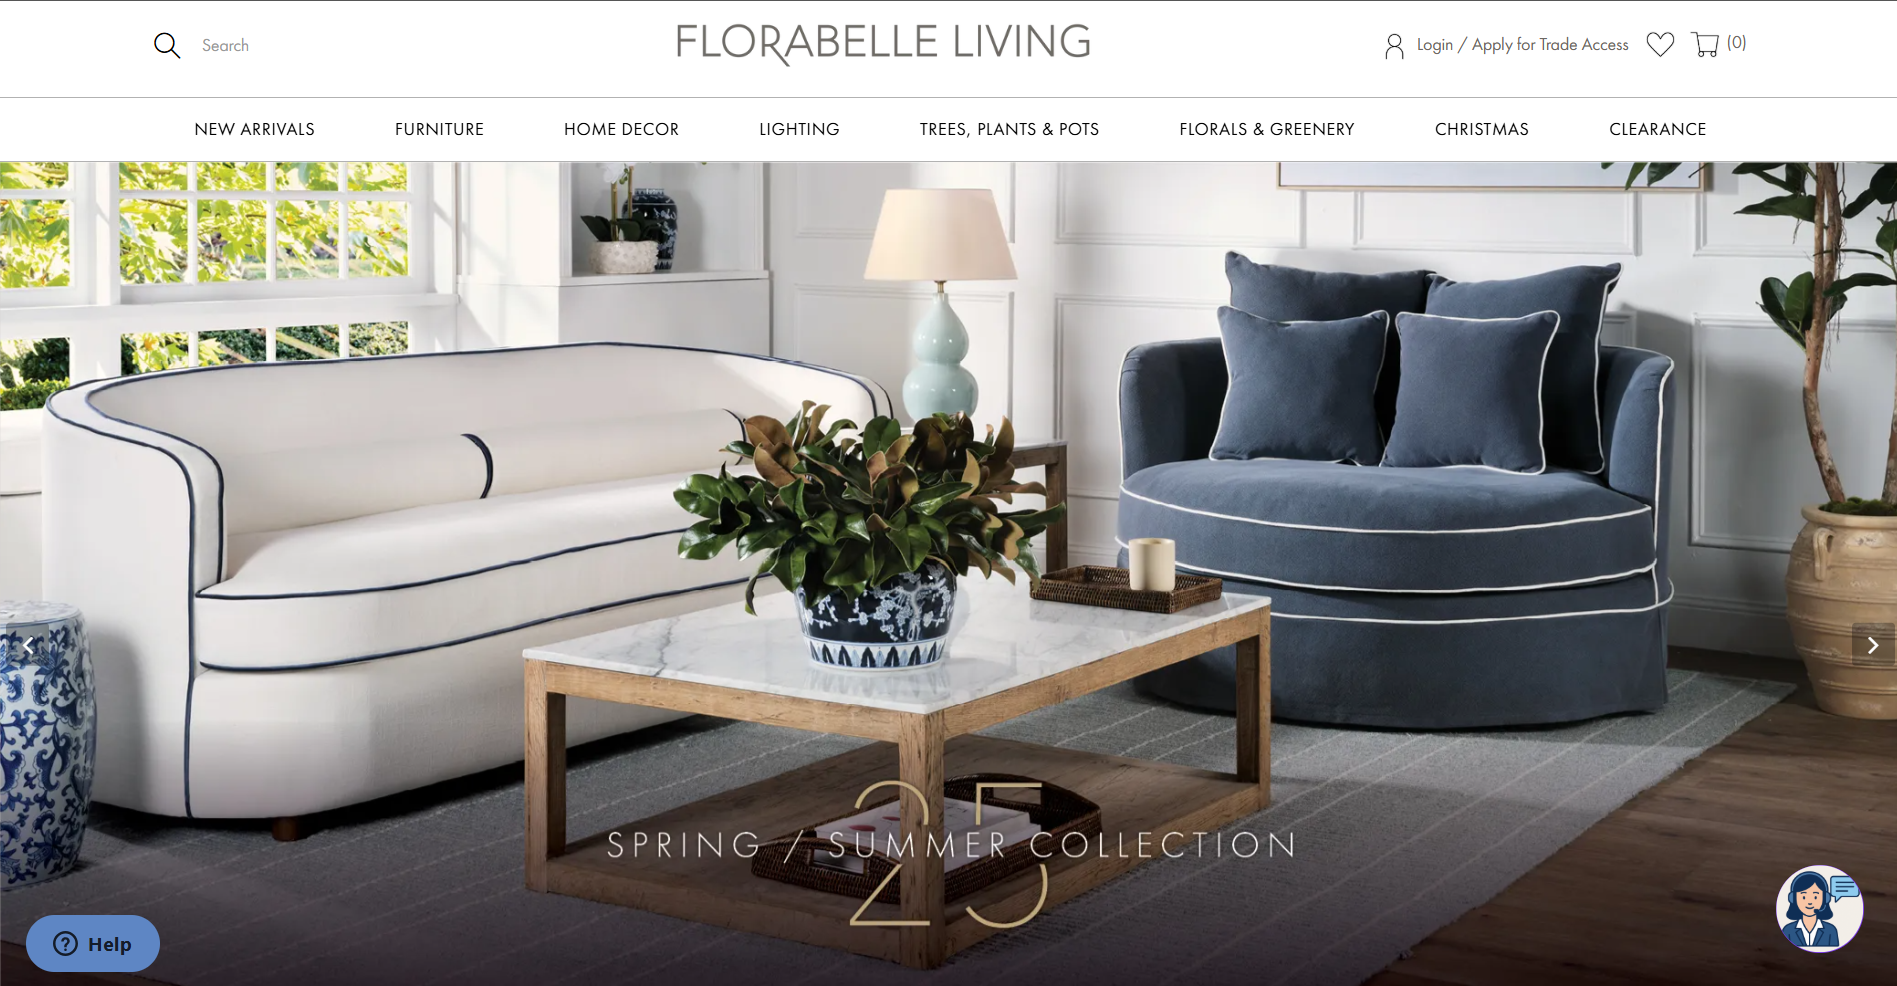 Search
FLORABELLE LIVING
Login / Apply for Trade Access
(0)
NEW ARRIVALS
FURNITURE
HOME DECOR
LIGHTING
TREES, PLANTS & POTS
FLORALS & GREENERY
CHRISTMAS
CLEARANCE
25
SPRING / SUMMER COLLECTION
Help